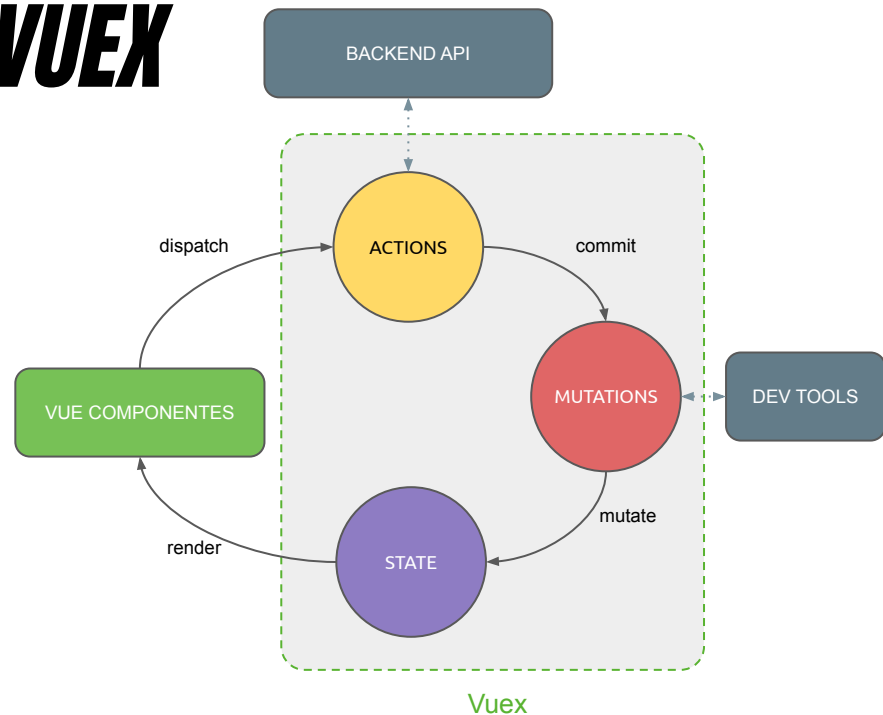 VUEX
BACKEND API
ACTIONS
dispatch
commit
VUE COMPONENTES
MUTATIONS
DEV TOOLS
mutate
render
STATE
Vuex